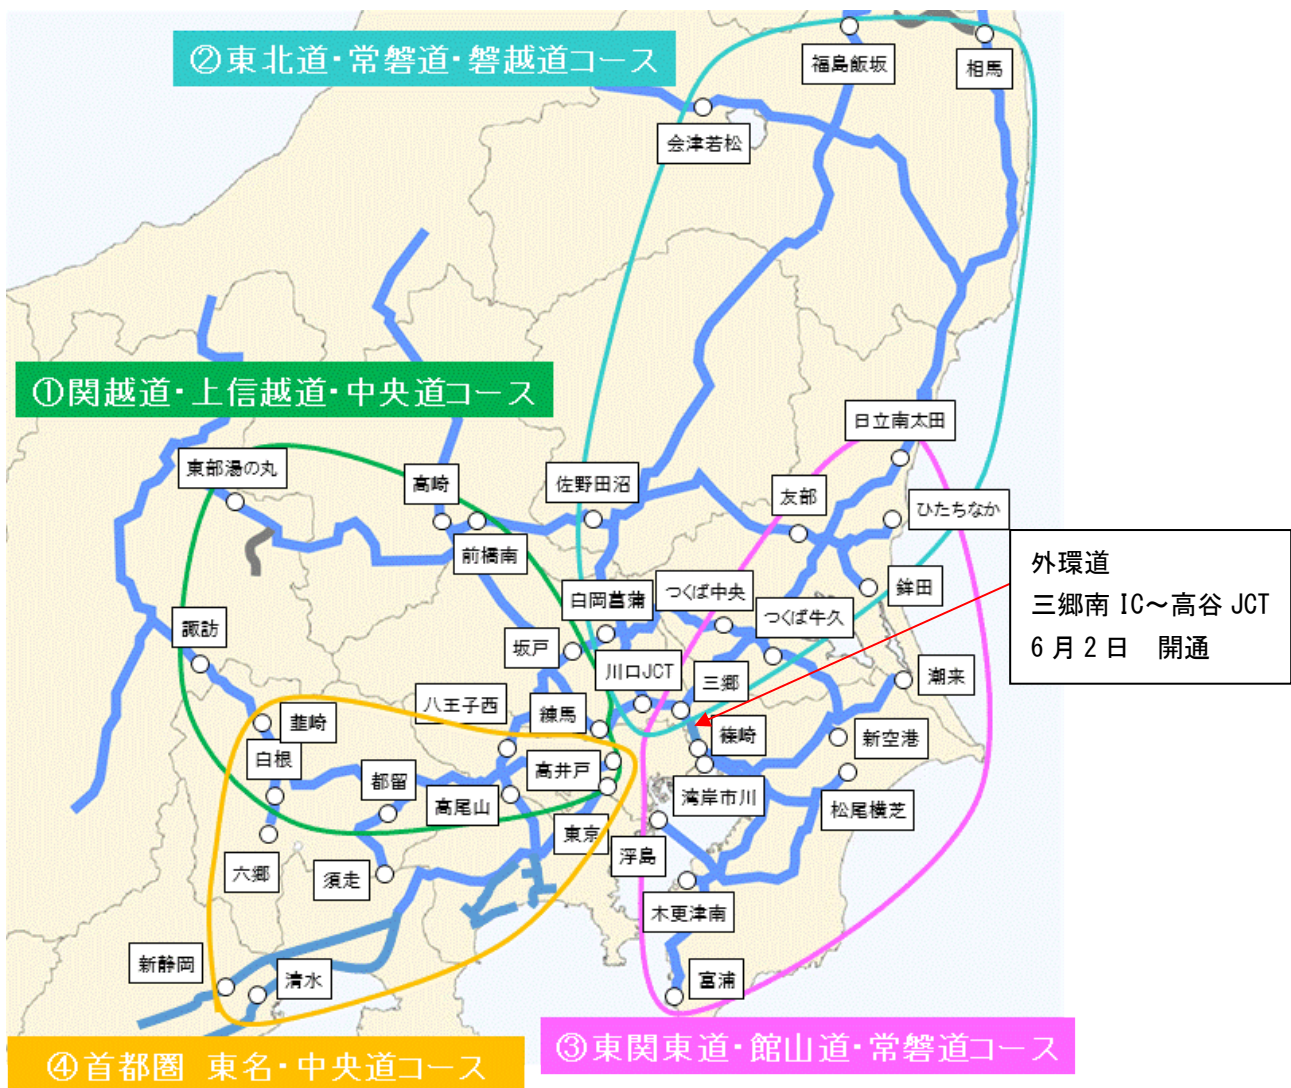 ②東北道・常磐道・磐越道コース
福島飯坂
相馬
会津若松
①関越道・上信越道・中央道コース
日立南太田
東部湯の丸
高崎
佐野田沼
友部
ひたちなか
前橋南
外環道
三郷南 IC～高谷 JCT
6月2日 開通
白岡菖蒲
つくば中央
つくば牛久
鉾田
諏訪
坂戸
川口JCT
三郷
潮来
八王子西
練馬
韮崎
篠崎
新空港
白根
都留
高井戸
高尾山
湾岸市川
松尾横芝
東京
浮島
六郷
須走
木更津南
新静岡
清水
富浦
③東関東道・館山道・常磐道コース
④首都圏 東名・中央道コース